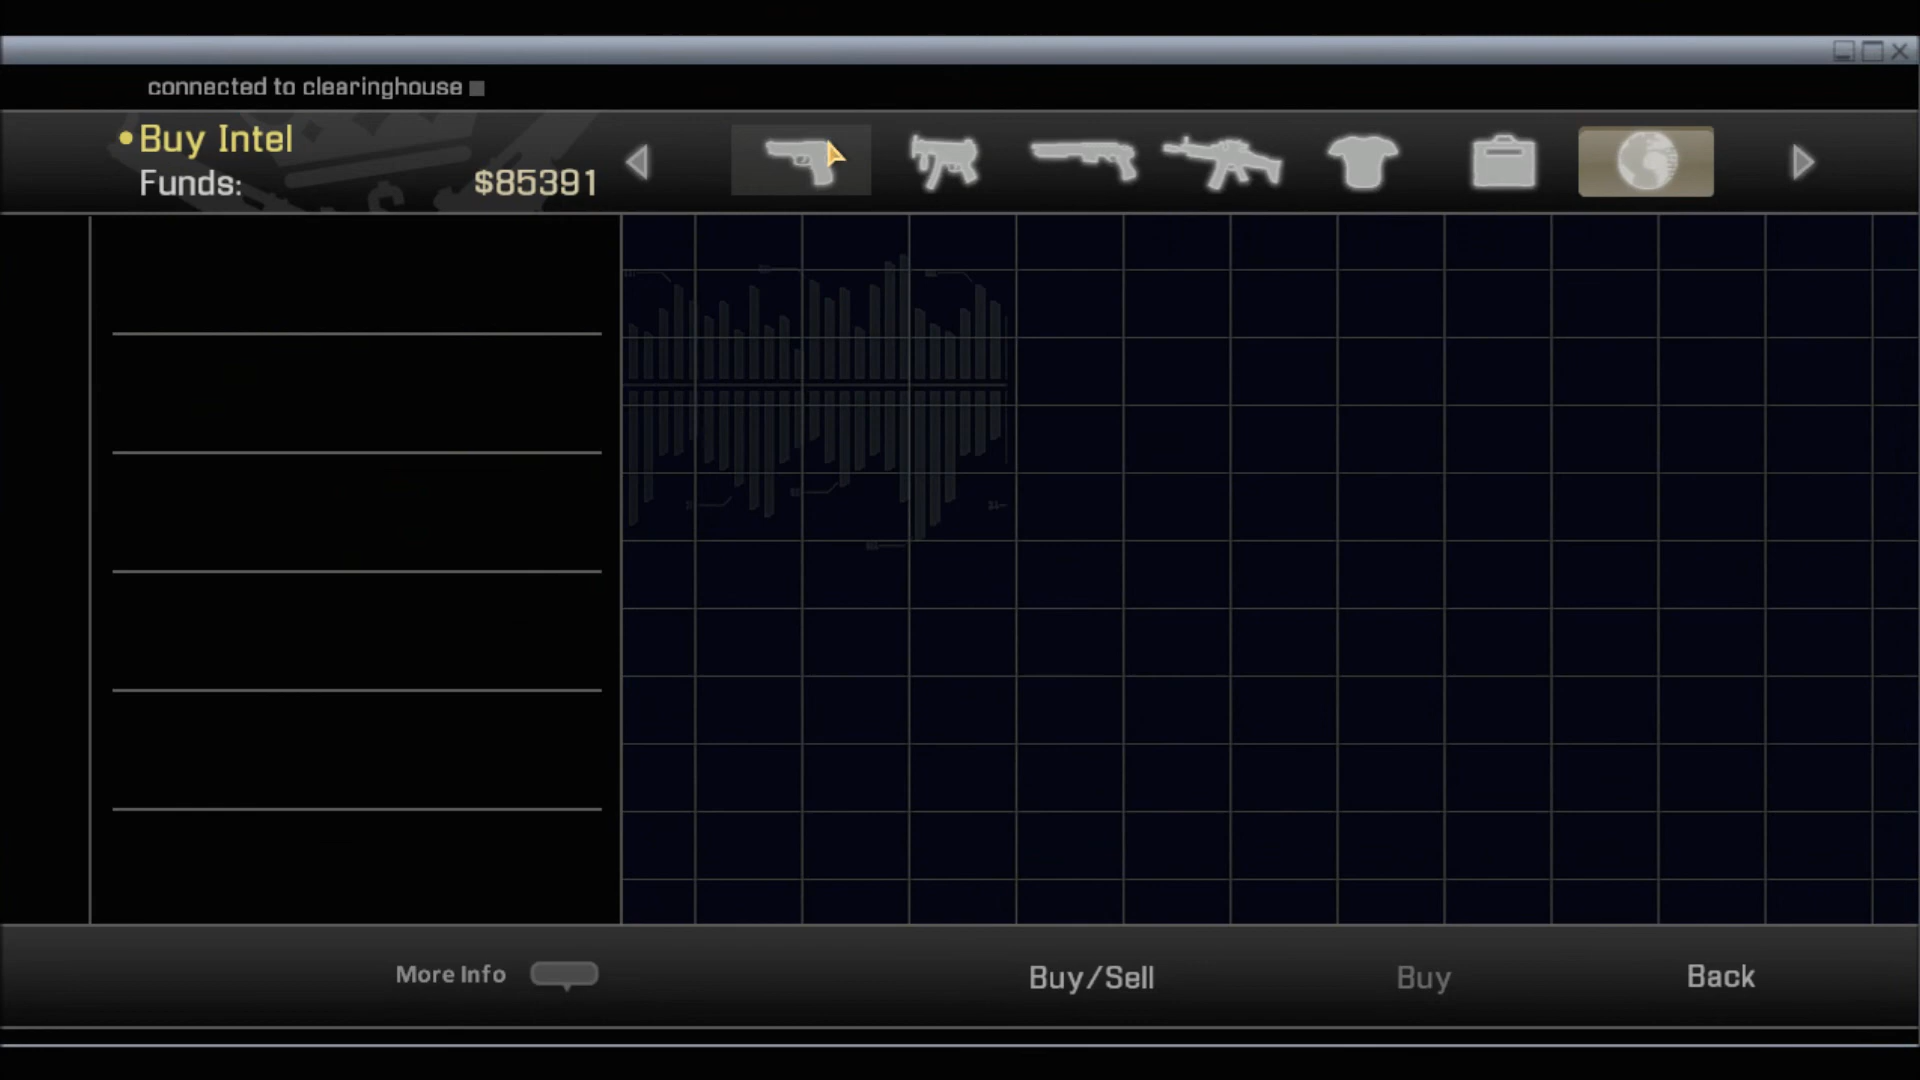 connected to clearinghouse
Buy Intel
Funds: $85391
More Info
Buy/Sell
Buy
Back